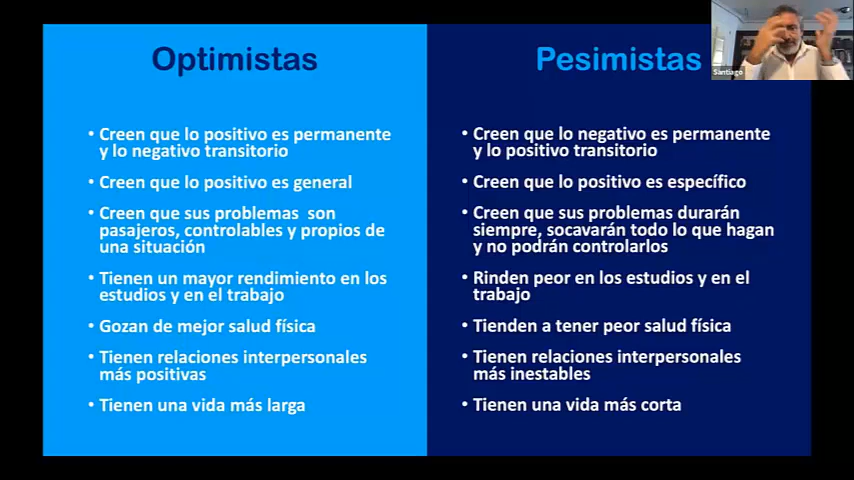 Optimistas
• Creen que lo positivo es permanente
y lo negativo transitorio
• Creen que lo positivo es general
• Creen que sus problemas son
pasajeros, controlables y propios de
una situación
• Tienen un mayor rendimiento en los
estudios y en el trabajo
• Gozan de mejor salud física
• Tienen relaciones interpersonales
más positivas
• Tienen una vida más larga
Pesimistas
• Creen que lo negativo es permanente
y lo positivo transitorio
• Creen que lo positivo es específico
• Creen que sus problemas durarán
siempre, socavarán todo lo que hagan
y no podrán controlarlos
• Rinden peor en los estudios y en el
trabajo
• Tienden a tener peor salud física
• Tienen relaciones interpersonales
más inestables
• Tienen una vida más corta
Santiago